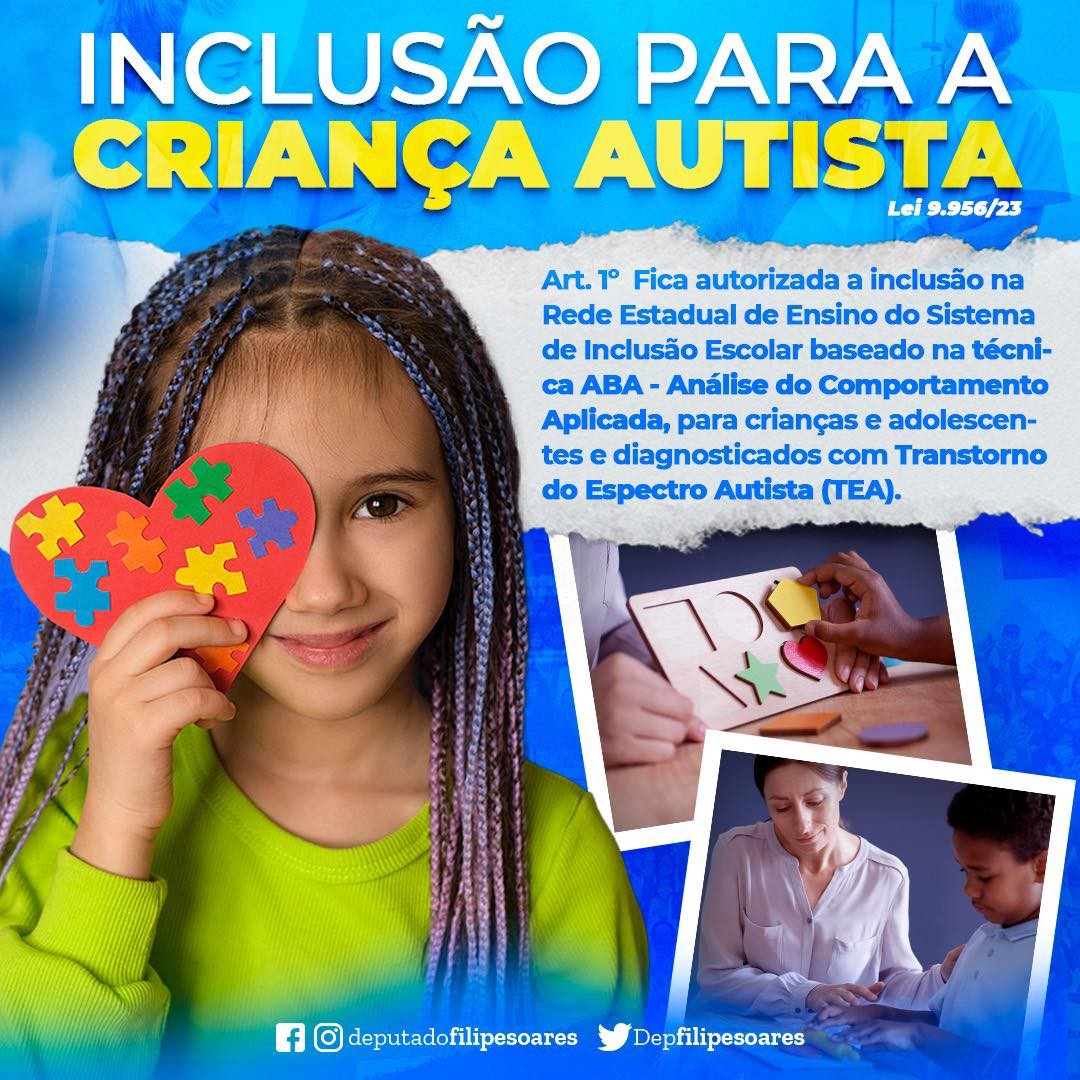 INCLUSÃO PARA A
CRIANÇA AUTISTA
Lei 9.956/23
Art. 1º Fica autorizada a inclusão na
Rede Estadual de Ensino do Sistema
de Inclusão Escolar baseado na técni-
ca ABA - Análise do Comportamento
Aplicada, para crianças e adolescen-
tes e diagnosticados com Transtorno
do Espectro Autista (TEA).
deputadofilipesoares Depfilipesoares